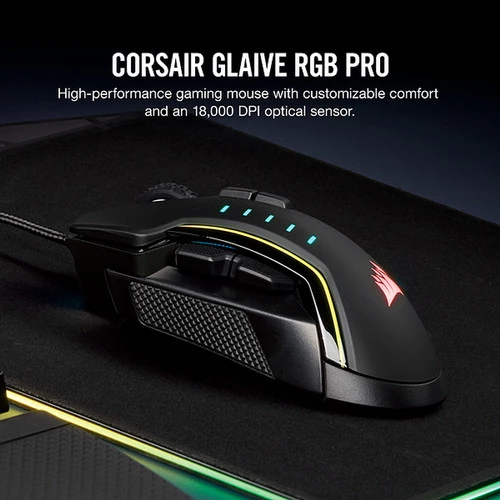 CORSAIR GLAIVE RGB PRO
High-performance gaming mouse with customizable comfort
and an 18,000 DPI optical sensor.